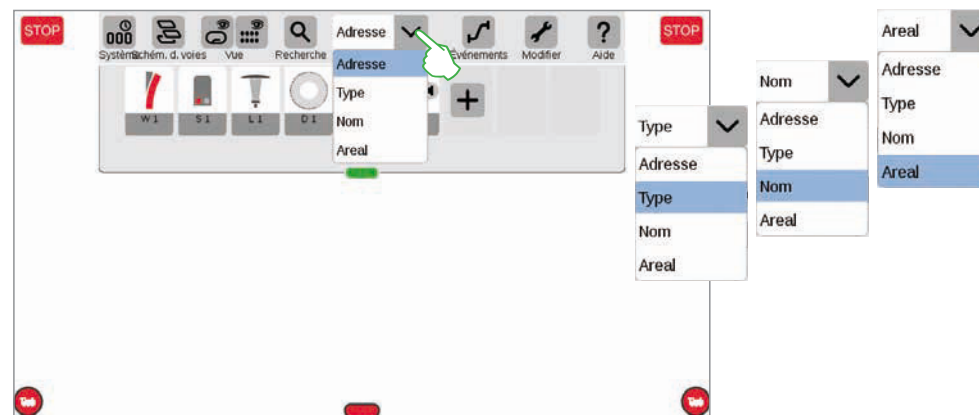 STOP
Adresse
STOP
Système
Schém. d. voies
Vue
Recherche
Événements
Modifier
Aide
Adresse
Type
Nom
Areal
W 1
S 1
L 1
D 1
Type
Adresse
Type
Nom
Areal
Nom
Adresse
Type
Nom
Areal
Areal
Adresse
Type
Nom
Areal